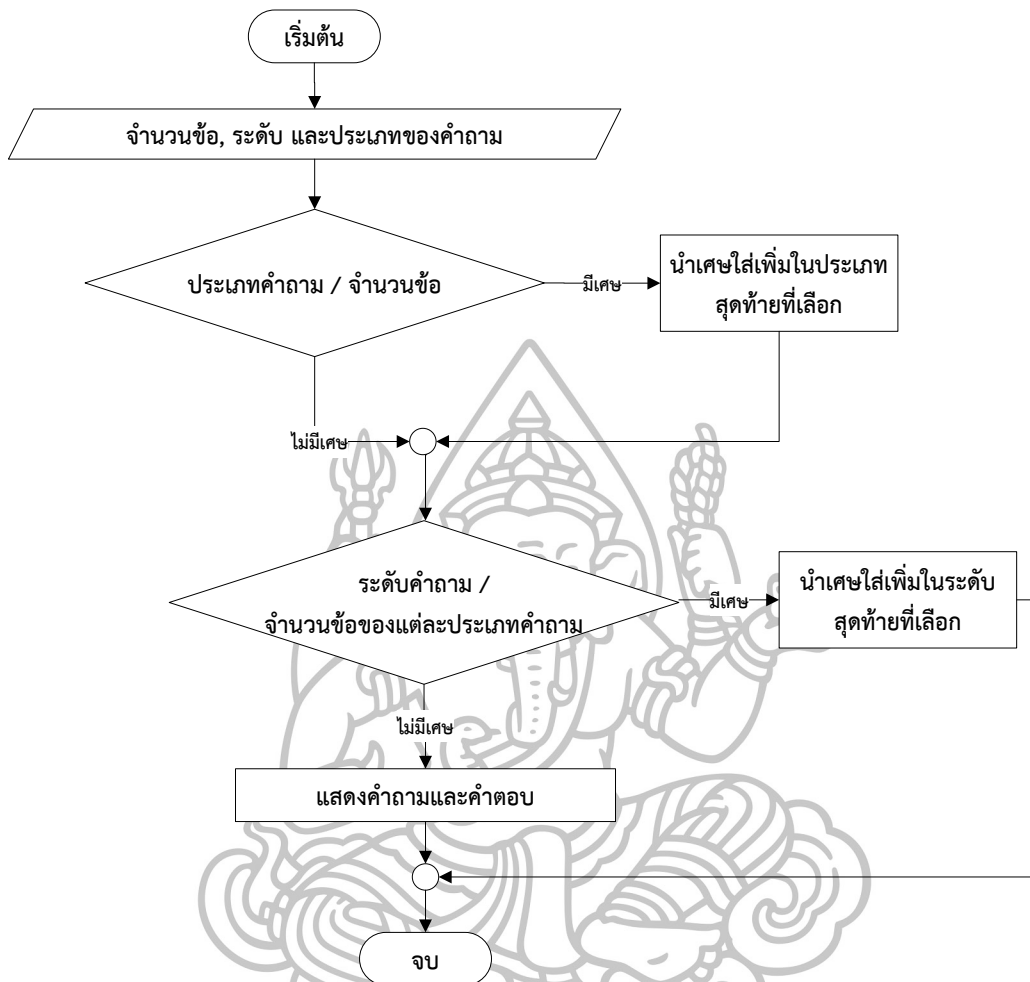 เริ่มต้น
จำนวนข้อ, ระดับ และประเภทของคำถาม
ประเภทคำถาม / จำนวนข้อ
มีเศษ
นำเศษใส่เพิ่มในประเภท
สุดท้ายที่เลือก
ไม่มีเศษ
ระดับคำถาม /
จำนวนข้อของแต่ละประเภทคำถาม
มีเศษ
นำเศษใส่เพิ่มในระดับ
สุดท้ายที่เลือก
ไม่มีเศษ
แสดงคำถามและคำตอบ
จบ